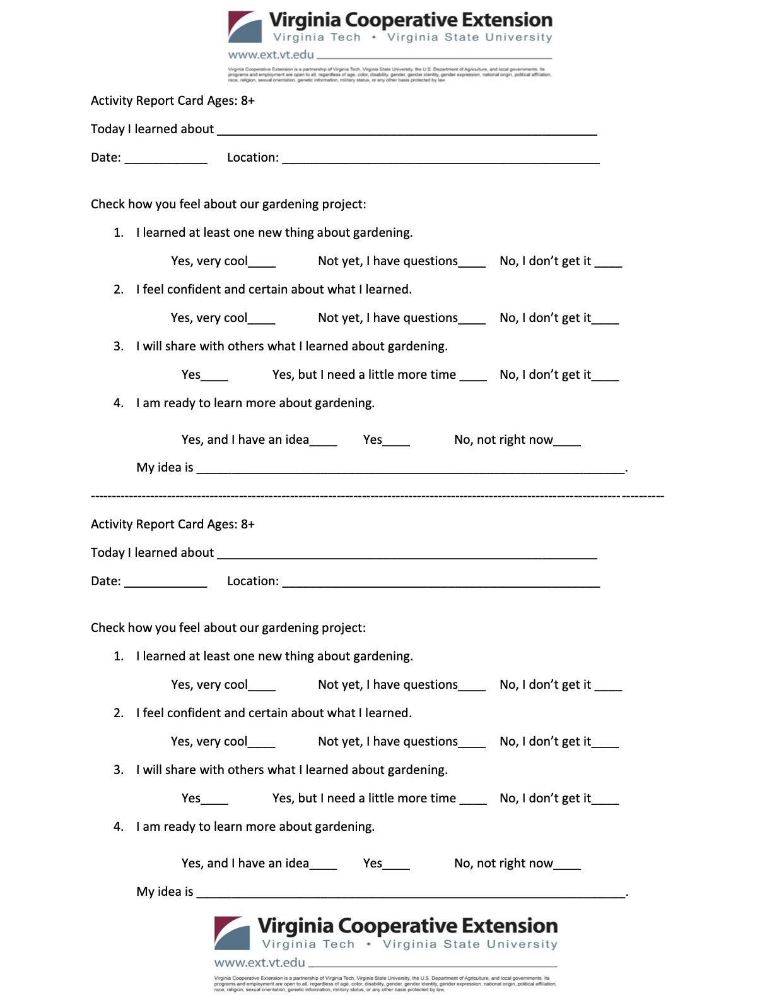 Virginia Cooperative Extension
Virginia Tech • Virginia State University
www.ext.vt.edu
Virginia Cooperative Extension is a partnership of Virginia Tech, Virginia State University, the U.S. Department of Agriculture, and local governments. Its
programs and employment are open to all, regardless of age, color, disability, gender, gender identity, gender expression, national origin, political affiliation,
race, religion, sexual orientation, genetic information, military status, or any other basis protected by law.
Activity Report Card Ages: 8+
Today I learned about _______________________________________________________
Date: ____________ Location: ______________________________________________
Check how you feel about our gardening project:
1. I learned at least one new thing about gardening.
Yes, very cool____ Not yet, I have questions____ No, I don’t get it ____
2. I feel confident and certain about what I learned.
Yes, very cool____ Not yet, I have questions____ No, I don’t get it____
3. I will share with others what I learned about gardening.
Yes____ Yes, but I need a little more time ____ No, I don’t get it____
4. I am ready to learn more about gardening.
Yes, and I have an idea____ Yes____ No, not right now____
My idea is ______________________________________________________________.
---------------------------------------------------------------------------------------------------------------------------------------
Activity Report Card Ages: 8+
Today I learned about _______________________________________________________
Date: ____________ Location: ______________________________________________
Check how you feel about our gardening project:
1. I learned at least one new thing about gardening.
Yes, very cool____ Not yet, I have questions____ No, I don’t get it ____
2. I feel confident and certain about what I learned.
Yes, very cool____ Not yet, I have questions____ No, I don’t get it____
3. I will share with others what I learned about gardening.
Yes____ Yes, but I need a little more time ____ No, I don’t get it____
4. I am ready to learn more about gardening.
Yes, and I have an idea____ Yes____ No, not right now____
My idea is ______________________________________________________________.
Virginia Cooperative Extension
Virginia Tech • Virginia State University
www.ext.vt.edu
Virginia Cooperative Extension is a partnership of Virginia Tech, Virginia State University, the U.S. Department of Agriculture, and local governments. Its
programs and employment are open to all, regardless of age, color, disability, gender, gender identity, gender expression, national origin, political affiliation,
race, religion, sexual orientation, genetic information, military status, or any other basis protected by law.